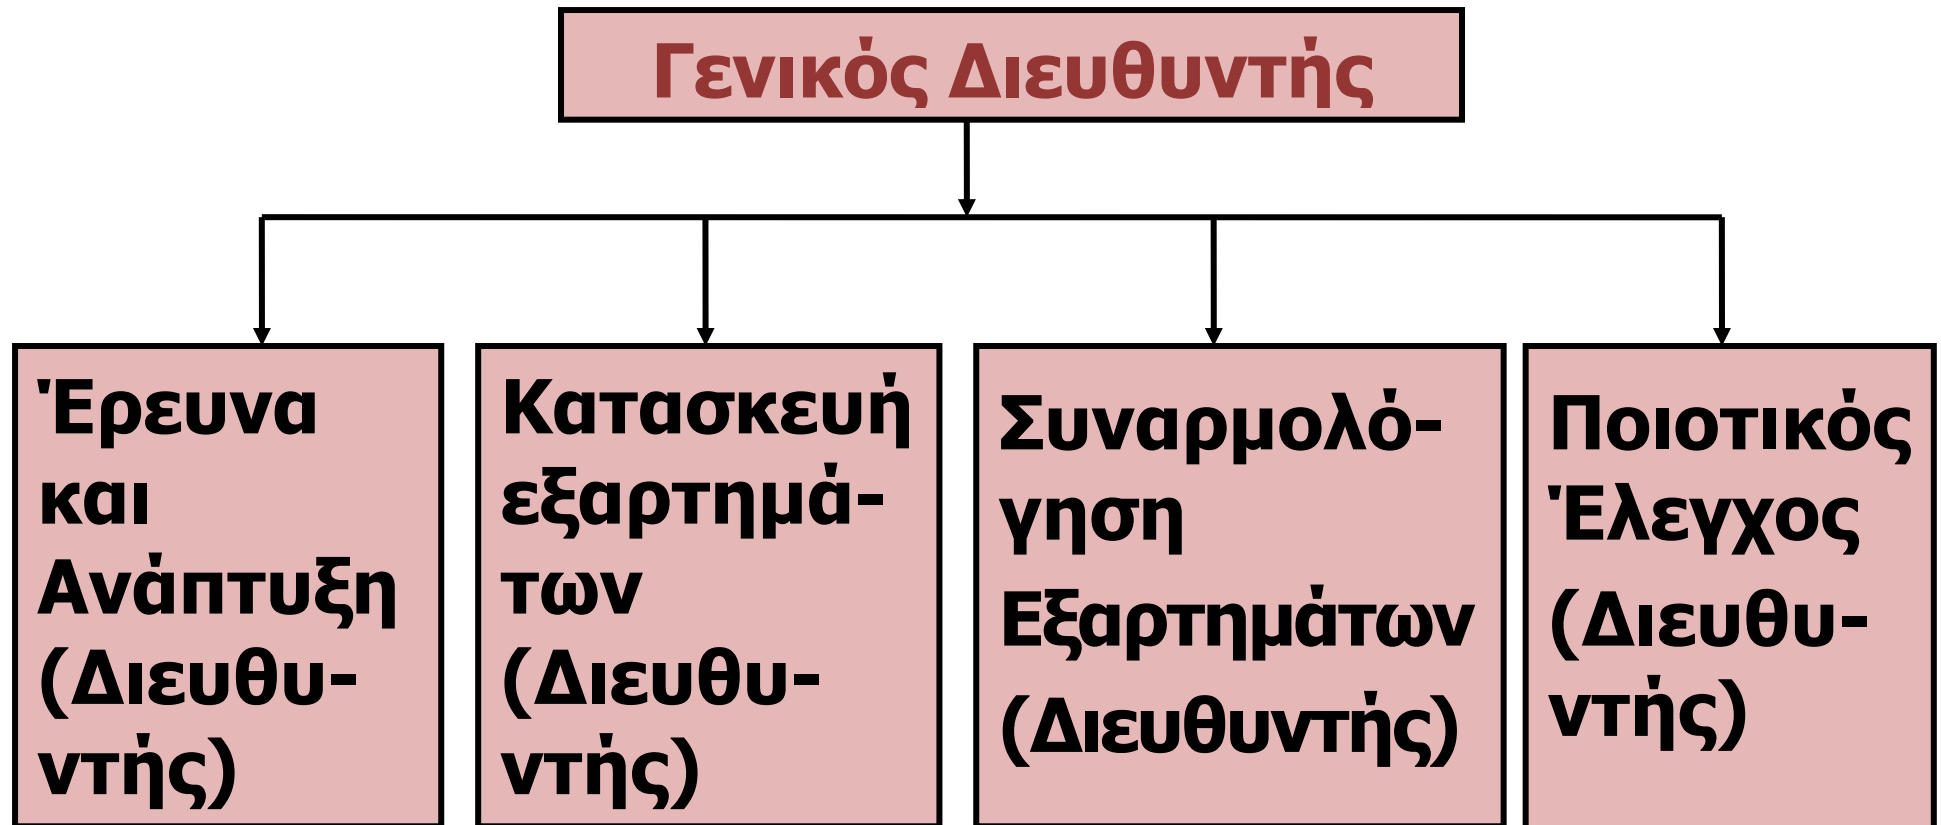 Γενικός Διευθυντής
Έρευνα
και
Ανάπτυξη
(Διευθυ-
ντής)
Κατασκευή
εξαρτημά-
των
(Διευθυ-
ντής)
Συναρμολό-
γηση
Εξαρτημάτων
(Διευθυντής)
Ποιοτικός
Έλεγχος
(Διευθυ-
ντής)